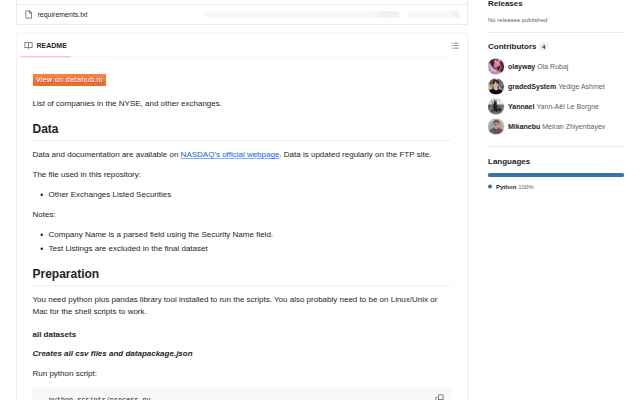 requirements.txt
README
View on datahub.io
List of companies in the NYSE, and other exchanges.
Data
Data and documentation are available on NASDAQ's official webpage. Data is updated regularly on the FTP site.
The file used in this repository:
• Other Exchanges Listed Securities
Notes:
• Company Name is a parsed field using the Security Name field.
• Test Listings are excluded in the final dataset
Preparation
You need python plus pandas library tool installed to run the scripts. You also probably need to be on Linux/Unix or
Mac for the shell scripts to work.
all datasets
Creates all csv files and datapackage.json
Run python script:
python scripts/process.py
Releases
No releases published
Contributors 4
olayway Ola Rubaj
gradedSystem Yedige Ashmet
Yannael Yann-Aël Le Borgne
Mikanebu Meiran Zhiyenbayev
Languages
Python 100%